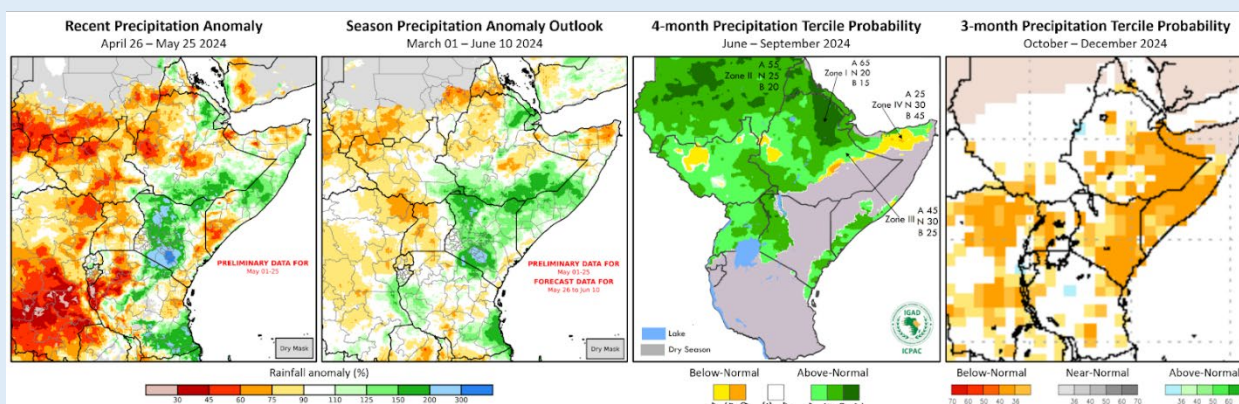 Recent Precipitation Anomaly
April 26 – May 25 2024
PRELIMINARY DATA FOR
May 01-25
Dry Mask
Season Precipitation Anomaly Outlook
March 01 – June 10 2024
PRELIMINARY DATA FOR
May 01-25
FORECAST DATA FOR
May 26 to Jun 10
Dry Mask
Rainfall anomaly (%)
30 45 60 75 90 110 125 150 200 300
4-month Precipitation Tercile Probability
June – September 2024
A 55
Zone II N 25
B 20
A 65
Zone I N 20
B 15
A 25
Zone IV N 30
B 45
A 45
Zone III N 30
B 25
IGAD
ICPAC
Lake
Dry Season
Below-Normal
Above-Normal
3-month Precipitation Tercile Probability
October – December 2024
Below-Normal
Near-Normal
Above-Normal
70 60 50 40 36
36 40 50 60 70
36 40 50 60